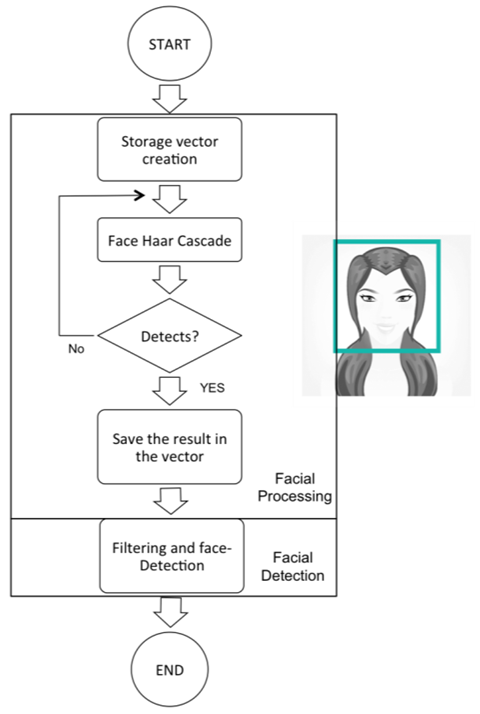 START
Storage vector
creation
Face Haar Cascade
Detects?
No
YES
Save the result in
the vector
Facial
Processing
Filtering and face-
Detection
Facial
Detection
END